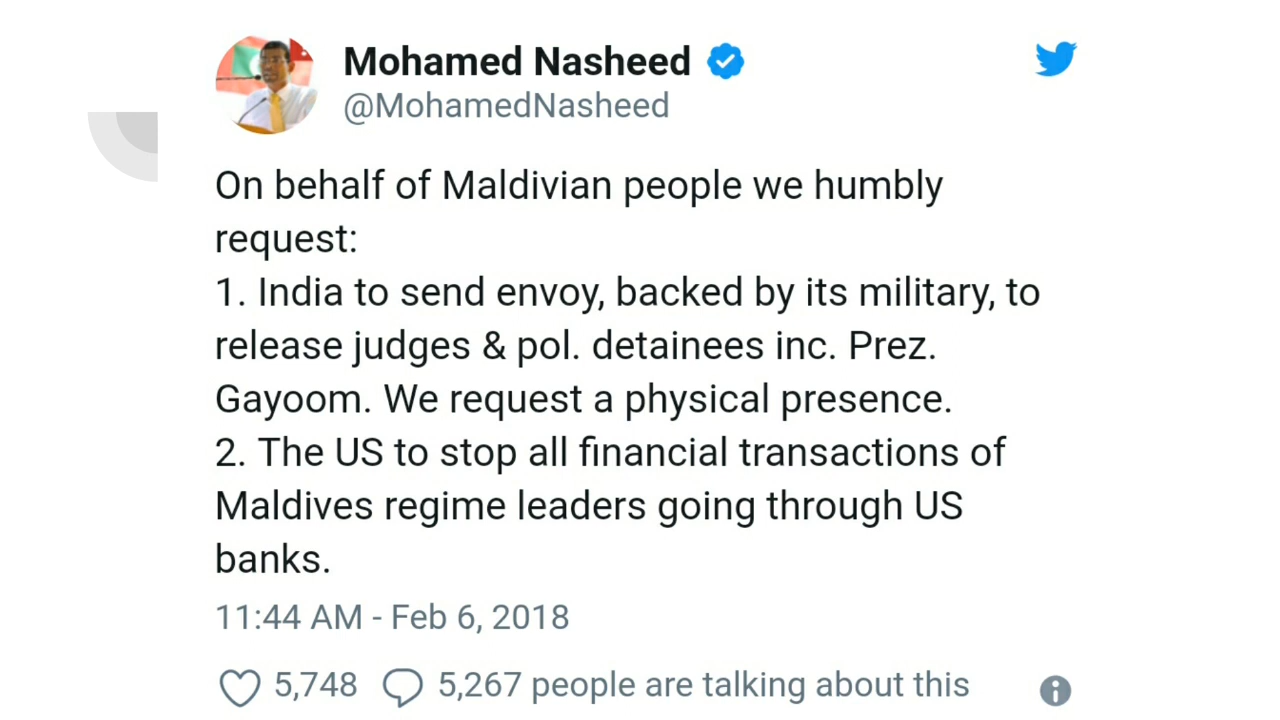 Mohamed Nasheed
@MohamedNasheed
On behalf of Maldivian people we humbly
request:
1. India to send envoy, backed by its military, to
release judges & pol. detainees inc. Prez.
Gayoom. We request a physical presence.
2. The US to stop all financial transactions of
Maldives regime leaders going through US
banks.
11:44 AM - Feb 6, 2018
5,748 5,267 people are talking about this